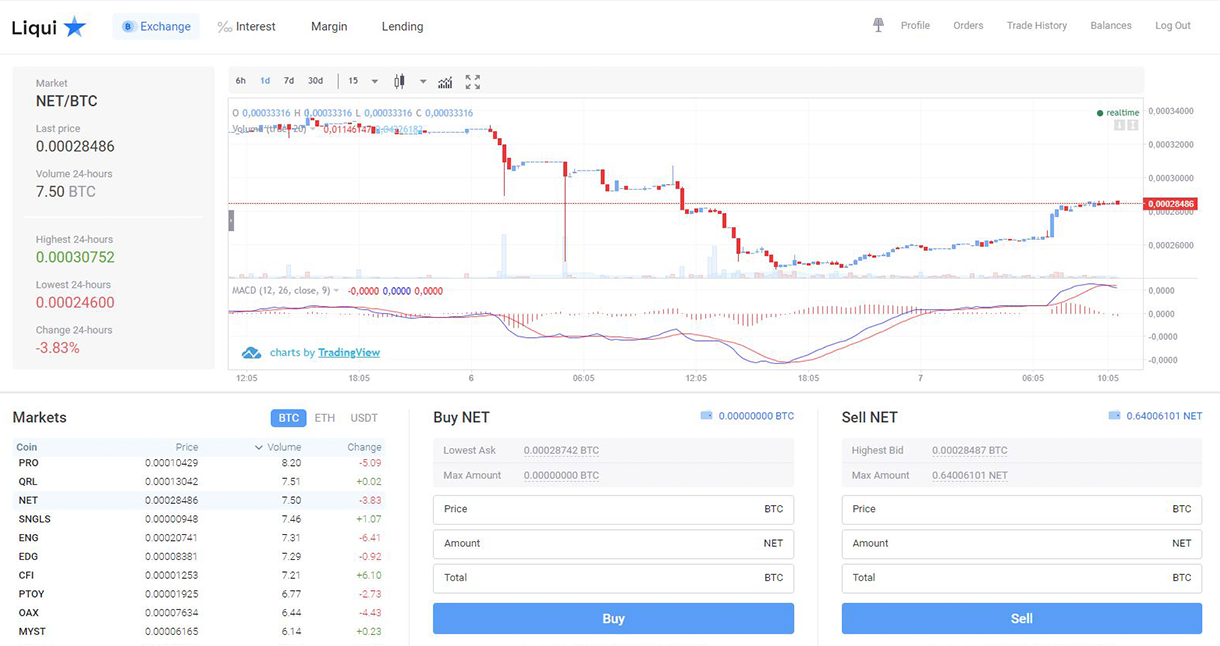 Liqui
Exchange
Interest
Margin
Lending
Profile
Orders
Trade History
Balances
Log Out
Market
NET/BTC
Last price
0.00028486
Volume 24-hours
7.50 BTC
Highest 24-hours
0.00030752
Lowest 24-hours
0.00024600
Change 24-hours
-3.83%
6h 1d 7d 30d 15
O 0,00033316 H 0,00033316 L 0,00033316 C 0,00033316
Volume (true, 20)
realtime
0,00034000
0,00032000
0,00030000
0,00028486
0,00028000
0,00026000
MACD (12, 26, close, 9) -0,0000 0,0000 0,0000
0,0000
0,0000
-0,0000
-0,0000
charts by TradingView
12:05 18:05 6 06:05 12:05 18:05 7 06:05 10:05
Markets
BTC ETH USDT
Coin Price Volume Change
PRO 0.00010429 8.20 -5.09
QRL 0.00013042 7.51 +0.02
NET 0.00028486 7.50 -3.83
SNGLS 0.00000948 7.46 +1.07
ENG 0.00020741 7.31 -6.41
EDG 0.00008381 7.29 -0.92
CFI 0.00001253 7.21 +6.10
PTOY 0.00001925 6.77 -2.73
OAX 0.00007634 6.44 -4.43
MYST 0.00006165 6.14 +0.23
Buy NET
0.00000000 BTC
Lowest Ask 0.00028742 BTC
Max Amount 0.00000000 BTC
Price BTC
Amount NET
Total BTC
Buy
Sell NET
0.64006101 NET
Highest Bid 0.00028487 BTC
Max Amount 0.64006101 NET
Price BTC
Amount NET
Total BTC
Sell